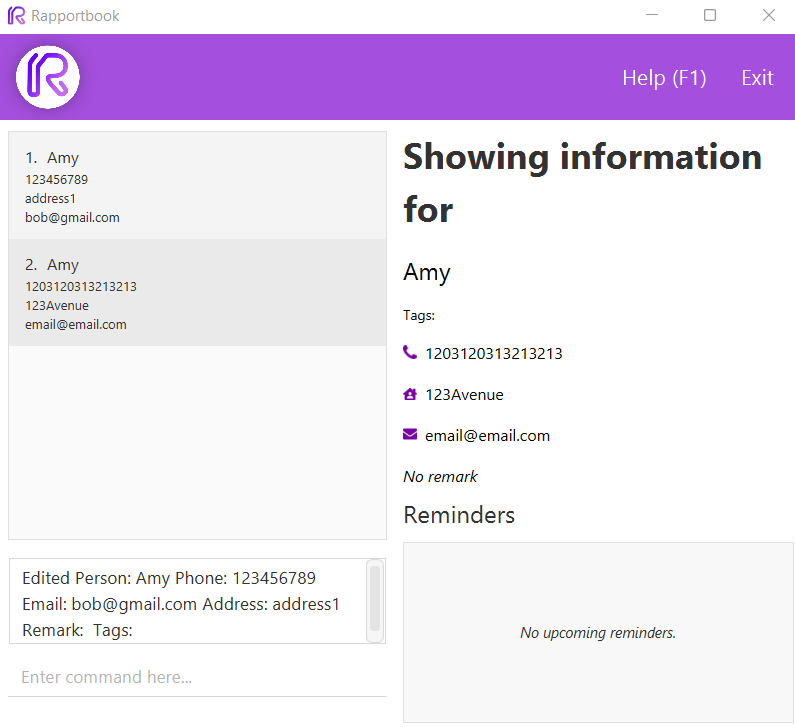 Rapportbook
Help (F1)
Exit
1. Amy
123456789
address1
bob@gmail.com
2. Amy
1203120313213213
123Avenue
email@email.com
Edited Person: Amy Phone: 123456789
Email: bob@gmail.com Address: address1
Remark: Tags:
Enter command here...
Showing information
for
Amy
Tags:
1203120313213213
123Avenue
email@email.com
No remark
Reminders
No upcoming reminders.